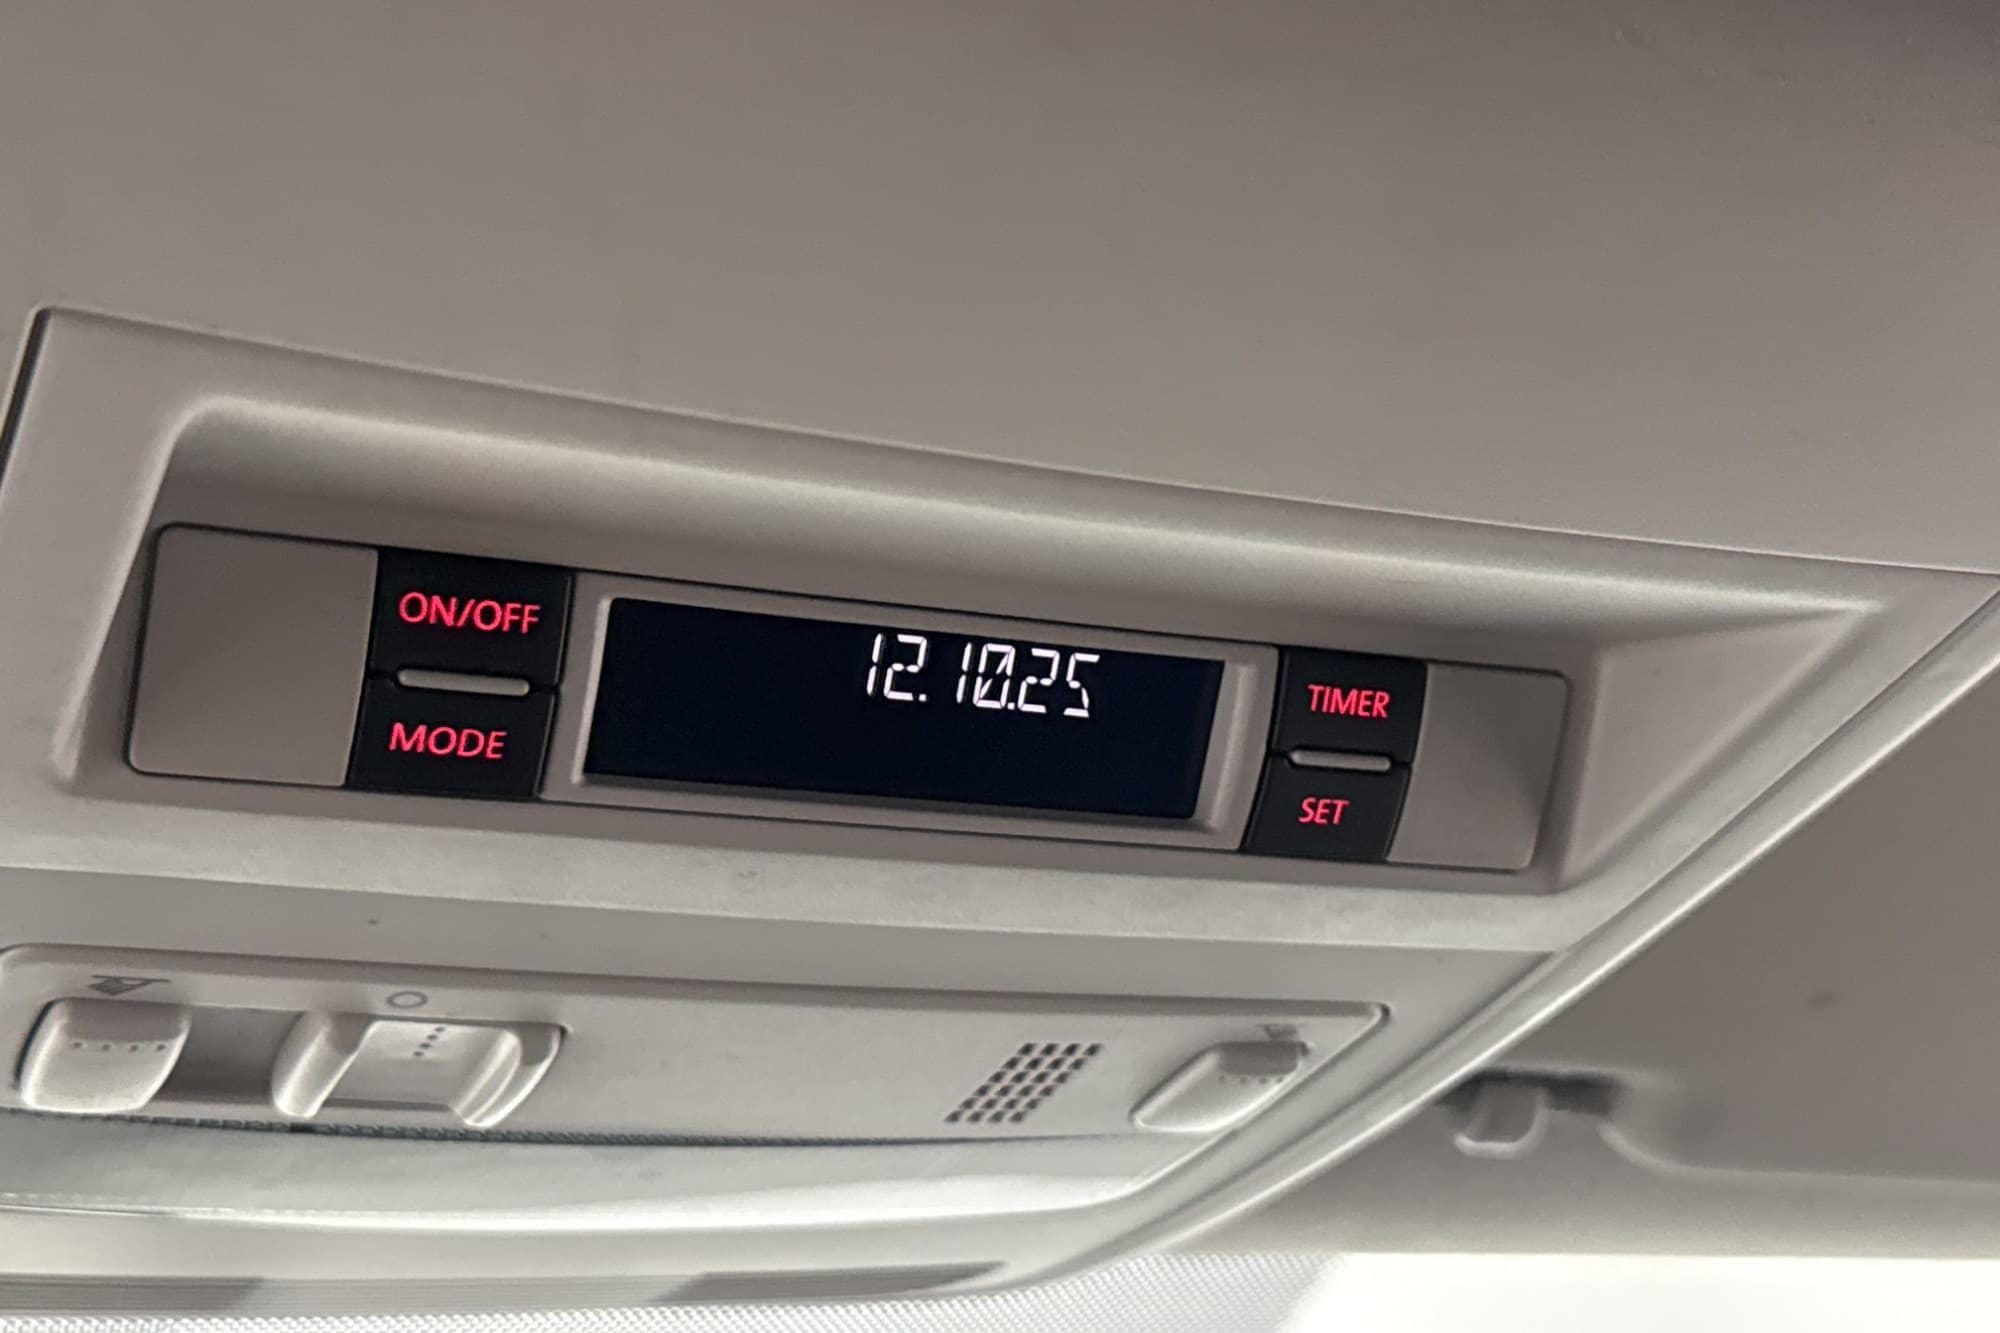 ON/OFF
MODE
12.10.25
TIMER
SET